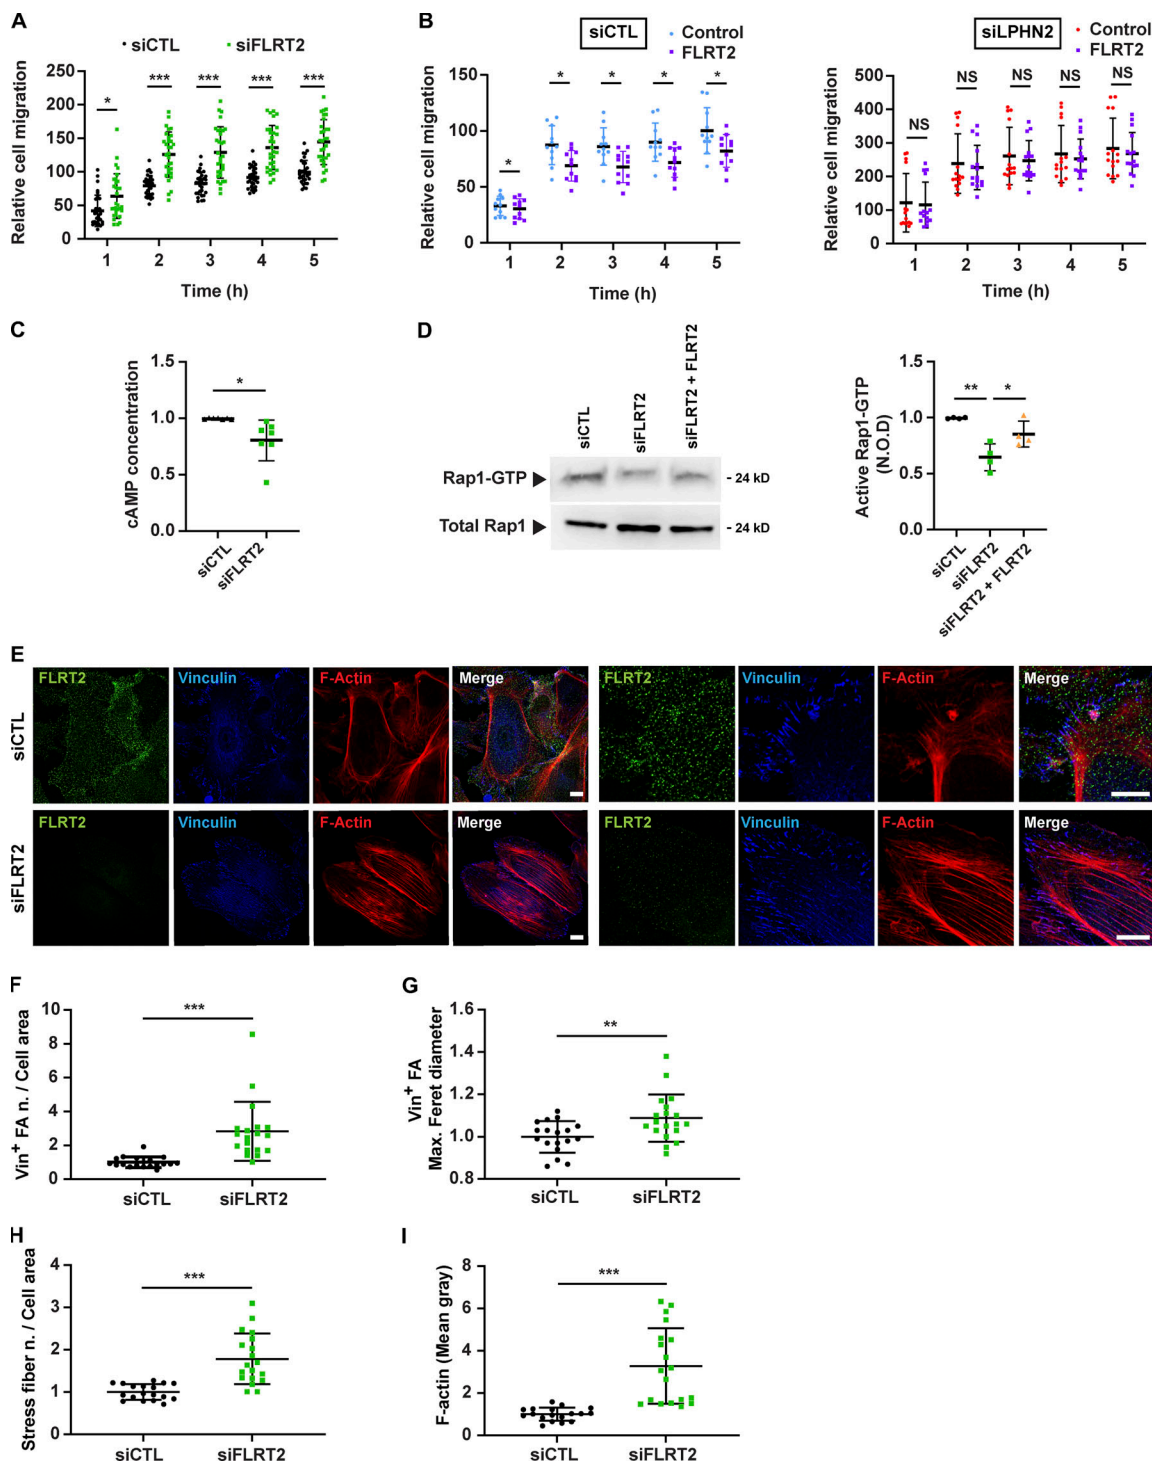 A
siCTL
siFLRT2
Relative cell migration
250
200
150
100
50
0
*
***
***
***
***
1 2 3 4 5
Time (h)
B
siCTL
Control
FLRT2
Relative cell migration
150
100
50
0
*
*
*
*
*
1 2 3 4 5
Time (h)
siLPHN2
Control
FLRT2
Relative cell migration
500
400
300
200
100
0
NS
NS
NS
NS
NS
1 2 3 4 5
Time (h)
C
cAMP concentration
1.5
1.0
0.5
0.0
*
siCTL
siFLRT2
D
siCTL
siFLRT2
siFLRT2 + FLRT2
Rap1-GTP
- 24 kD
Total Rap1
- 24 kD
Active Rap1-GTP
(N.O.D)
1.5
1.0
0.5
0.0
**
*
siCTL
siFLRT2
siFLRT2 + FLRT2
E
siCTL
FLRT2 Vinculin F-Actin Merge FLRT2 Vinculin F-Actin Merge
siFLRT2
FLRT2 Vinculin F-Actin Merge FLRT2 Vinculin F-Actin Merge
F
Vin+ FA n. / Cell area
10
8
6
4
2
0
***
siCTL siFLRT2
G
Vin+ FA
Max. Feret diameter
1.6
1.4
1.2
1.0
0.8
**
siCTL siFLRT2
H
Stress fiber n. / Cell area
4
3
2
1
0
***
siCTL siFLRT2
I
F-actin (Mean gray)
8
6
4
2
0
***
siCTL siFLRT2